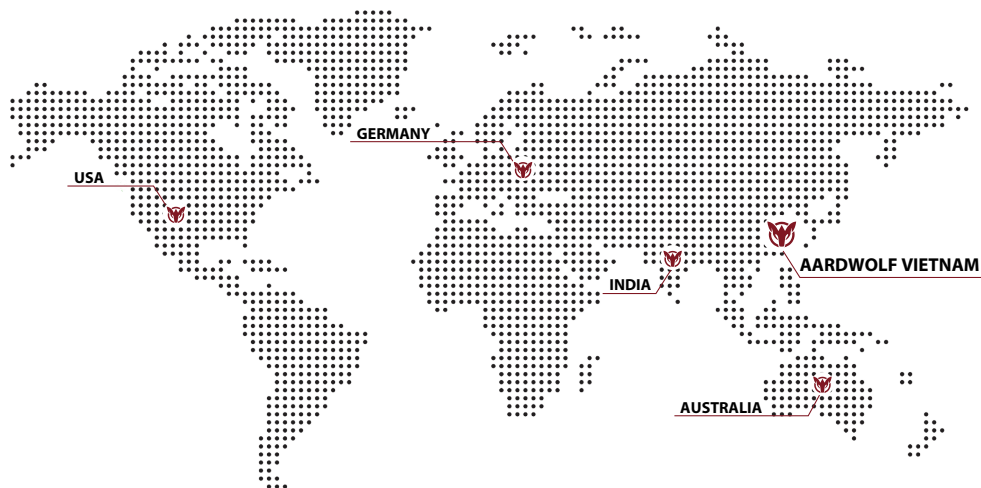 GERMANY
USA
AARDWOLF VIETNAM
INDIA
AUSTRALIA